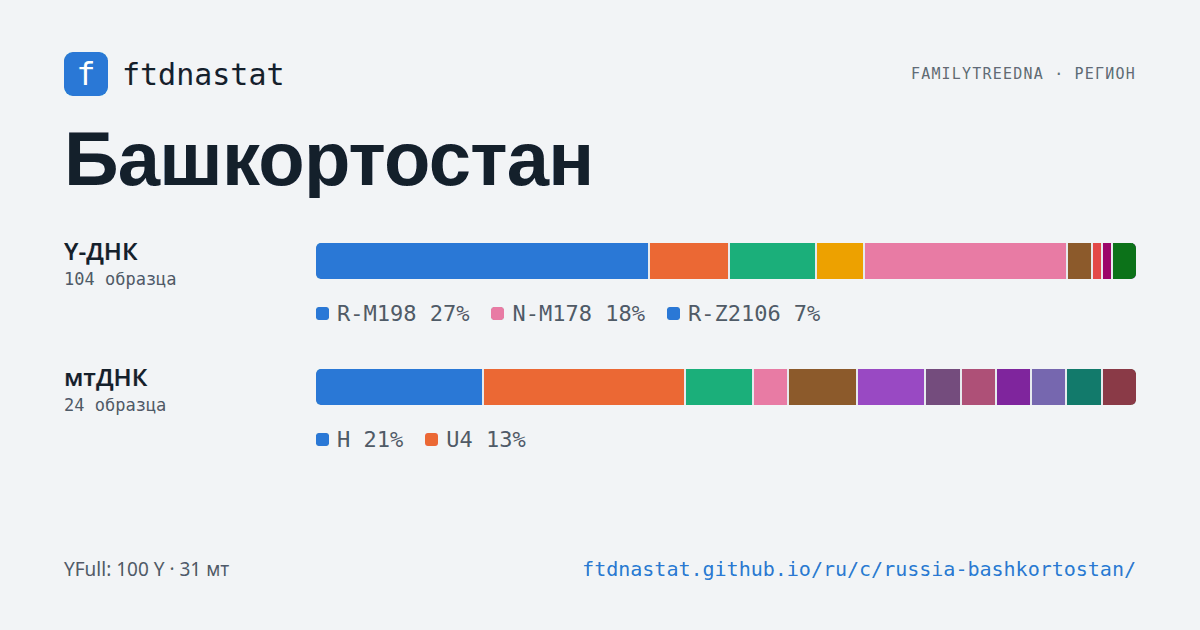 f ftdnastat
FAMILYTREEDNA · РЕГИОН
Башкортостан
Y-ДНК
104 образца
R-M198 27% N-M178 18% R-Z2106 7%
мтДНК
24 образца
H 21% U4 13%
YFull: 100 Y · 31 мт
ftdnastat.github.io/ru/c/russia-bashkortostan/